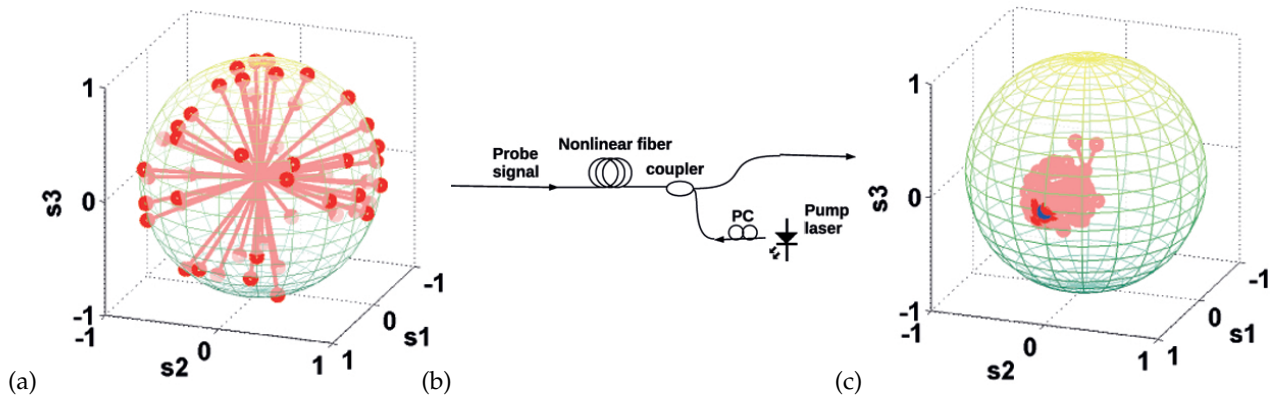 1
0
-1
s3
-1
0
1
s2
1
0
-1
s1
(a)
Probe
signal
Nonlinear fiber
coupler
PC
Pump
laser
(b)
1
0
-1
s3
-1
0
1
s2
1
0
-1
s1
(c)